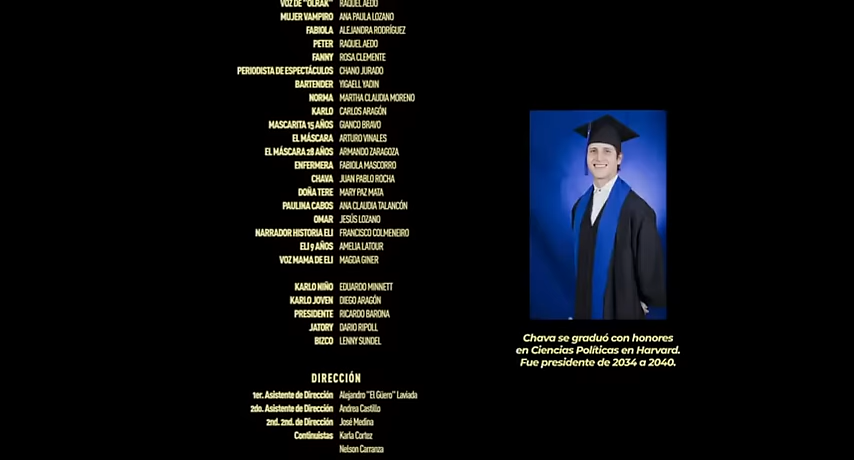 VOZ DE "OLRAK" RAQUEL AEDO
MUJER VAMPIRO ANA PAULA LOZANO
FABIOLA ALEJANDRA RODRÍGUEZ
PETER RAQUEL AEDO
FANNY ROSA CLEMENTE
PERIODISTA DE ESPECTÁCULOS CHANO JURADO
BARTENDER YIGAELL YADIN
NORMA MARTHA CLAUDIA MORENO
KARLO CARLOS ARAGÓN
MASCARITA 15 AÑOS GIANCO BRAVO
EL MÁSCARA ARTURO VINALES
EL MÁSCARA 28 AÑOS ARMANDO ZARAGOZA
ENFERMERA FABIOLA MASCORRO
CHAVA JUAN PABLO ROCHA
DOÑA TERE MARY PAZ MATA
PAULINA CABOS ANA CLAUDIA TALANCÓN
OMAR JESÚS LOZANO
NARRADOR HISTORIA ELI FRANCISCO COLMENEIRO
ELI 9 AÑOS AMELIA LATOUR
VOZ MAMA DE ELI MAGDA GINER
KARLO NIÑO EDUARDO MINNETT
KARLO JOVEN DIEGO ARAGÓN
PRESIDENTE RICARDO BARONA
JATORY DARIO RIPOLL
BIZCO LENNY SUNDEL
DIRECCIÓN
1er. Asistente de Dirección Alejandro "El Güero" Laviada
2do. Asistente de Dirección Andrea Castillo
2nd. 2nd. de Dirección José Medina
Continuistas Karla Cortez
Nelson Carranza
Chava se graduó con honores
en Ciencias Políticas en Harvard.
Fue presidente de 2034 a 2040.